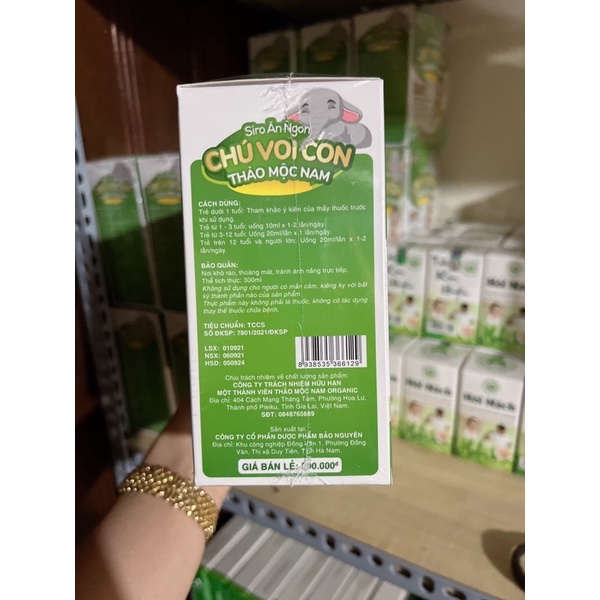 Siro Ăn Ngon
CHÚ VOI CON
THẢO MỘC NAM
CÁCH DÙNG:
Trẻ dưới 1 tuổi: Tham khảo ý kiến của thầy thuốc trước
khi sử dụng.
Trẻ từ 1 - 3 tuổi: uống 10ml x 1-2 lần/ngày.
Trẻ từ 3-12 tuổi: Uống 20ml/lần x 1 lần/ngày.
Trẻ trên 12 tuổi và người lớn: Uống 20ml/lần x 1-2
lần/ngày.
BẢO QUẢN:
Nơi khô ráo, thoáng mát, tránh ánh nắng trực tiếp.
Thể tích thực: 300ml
Không sử dụng cho người có mẫn cảm, kiêng kỵ với bất
kỳ thành phần nào của sản phẩm
Thực phẩm này không phải là thuốc, không có tác dụng
thay thế thuốc chữa bệnh.
TIÊU CHUẨN: TCCS
SỐ ĐKSP: 7801/2021/ĐKSP
LSX: 010921
NSX: 060921
HSD: 050924
8938535366129
Chịu trách nhiệm về chất lượng sản phẩm:
CÔNG TY TRÁCH NHIỆM HỮU HẠN
MỘT THÀNH VIÊN THẢO MỘC NAM ORGANIC
Địa chỉ: 404 Cách Mạng Tháng Tám, Phường Hoa Lư,
Thành phố Pleiku, Tỉnh Gia Lai, Việt Nam.
SĐT: 0848765689
Sản xuất tại:
CÔNG TY CỔ PHẦN DƯỢC PHẨM BẢO NGUYÊN
Địa chỉ: Khu công nghiệp Đồng Văn 1, Phường Đồng
Văn, Thị xã Duy Tiên, Tỉnh Hà Nam.
GIÁ BÁN LẺ:
Hôi Nách
Hôi Nách
Hôi Nách